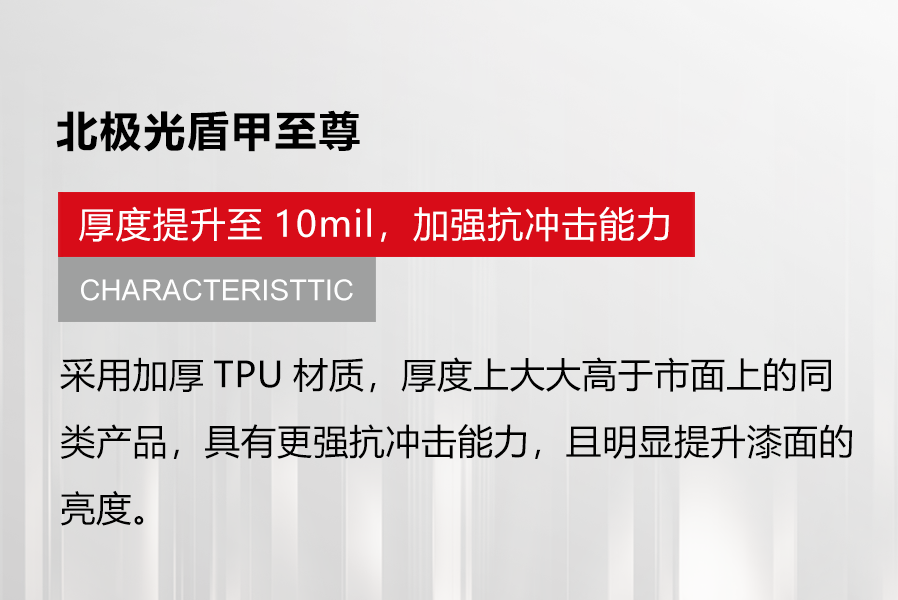 北极光盾甲至尊
厚度提升至 10mil，加强抗冲击能力
CHARACTERISTTIC
采用加厚 TPU 材质，厚度上大大高于市面上的同
类产品，具有更强抗冲击能力，且明显提升漆面的
亮度。